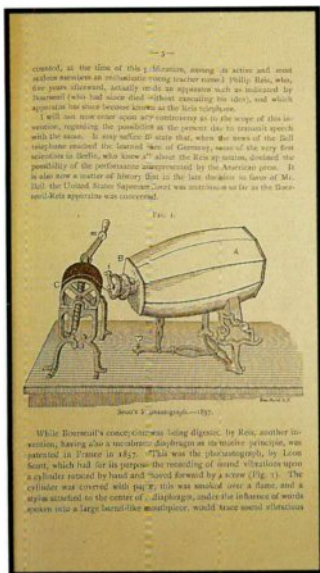 — 5 —
counted, at the time of this publication, among its active and most
zealous members an enthusiastic young teacher named Philip Reis, who,
five years afterward, actually made an apparatus such as indicated by
Bourseuil (who had since died without executing his idea), and which
apparatus has since become known as the Reis telephone.
I will not now enter upon any controversy as to the scope of this in-
vention, regarding the possibilities at the present day to transmit speech
with the same. It may suffice to state that, when the news of the Bell
telephone reached the learned men of Germany, some of the very first
scientists in Berlin, who knew all about the Reis apparatus, doubted the
possibility of the performance as represented by the American press. It
is also now a matter of history that in the late decision in favor of Mr.
Bell the United States Supreme Court was unanimous so far as the Bour-
seuil-Reis apparatus was concerned.
FIG. 1.
m
C
B
A
Scott's Phonautograph.—1857.
While Bourseuil's conception was being digested by Reis, another in-
vention, having also a membrane diaphragm as its motive principle, was
patented in France in 1857. This was the phonautograph, by Léon
Scott, which had for its purpose the recording of sound vibrations upon
a cylinder rotated by hand and moved forward by a screw (Fig. 1). The
cylinder was covered with paper, this was smoked over a flame, and a
stylus attached to the center of a diaphragm, under the influence of words
spoken into a large barrel-like mouthpiece, would trace sound vibrations